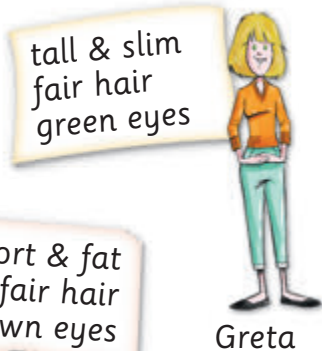 tall & slim
fair hair
green eyes
& fat
fair hair
eyes
Greta